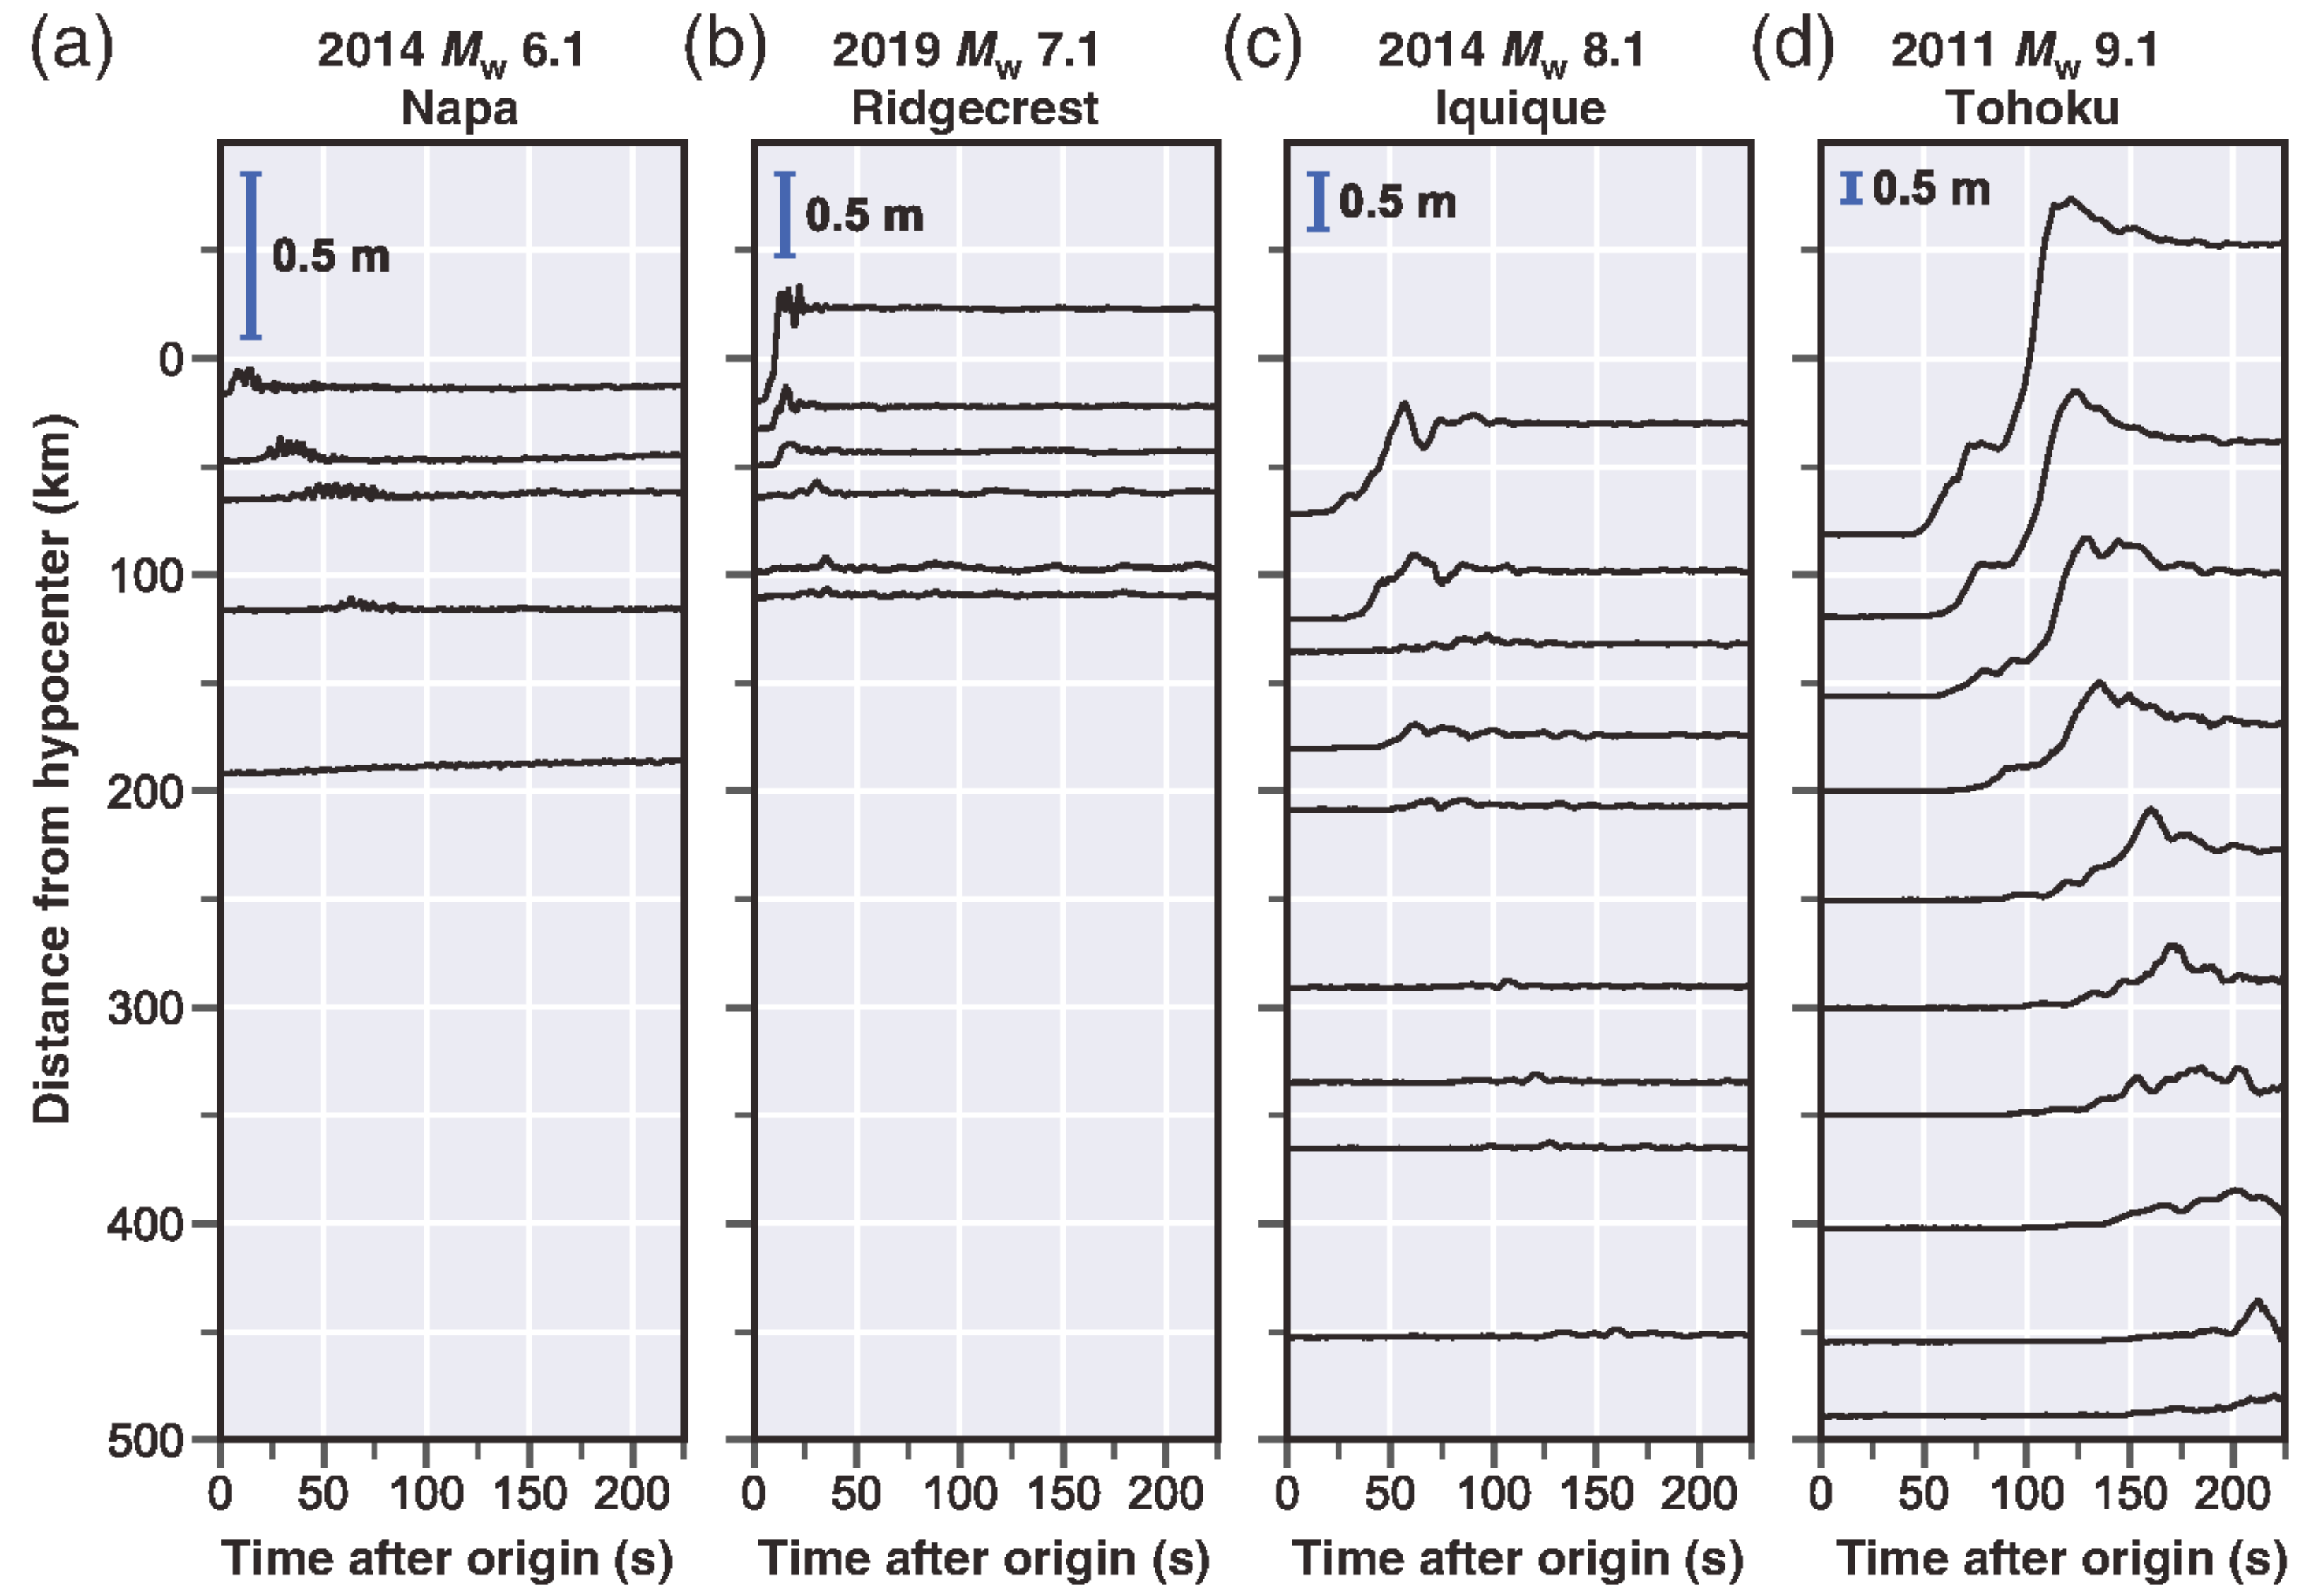 (a) 2014 Mw 6.1 (b) 2019 Mw 7.1 (c) 2014 Mw 8.1 (d) 2011 Mw 9.1
Napa Ridgecrest Iquique Tohoku
0.5 m 0.5 m 0.5 m 0.5 m
Distance from hypocenter (km)
0
100
200
300
400
500
0 50 100 150 200 0 50 100 150 200 0 50 100 150 200 0 50 100 150 200
Time after origin (s) Time after origin (s) Time after origin (s) Time after origin (s)